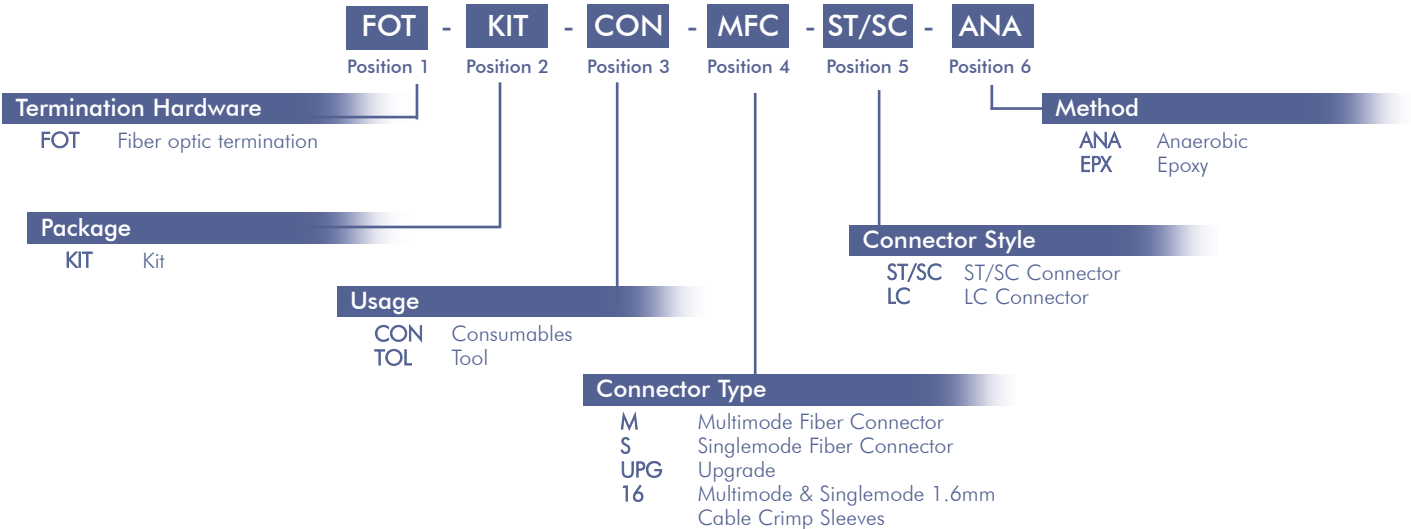 FOT - KIT - CON - MFC - ST/SC - ANA
Position 1 Position 2 Position 3 Position 4 Position 5 Position 6
Termination Hardware
FOT Fiber optic termination
Method
ANA Anaerobic
EPX Epoxy
Package
KIT Kit
Connector Style
ST/SC ST/SC Connector
LC LC Connector
Usage
CON Consumables
TOL Tool
Connector Type
M Multimode Fiber Connector
S Singlemode Fiber Connector
UPG Upgrade
16 Multimode & Singlemode 1.6mm
Cable Crimp Sleeves